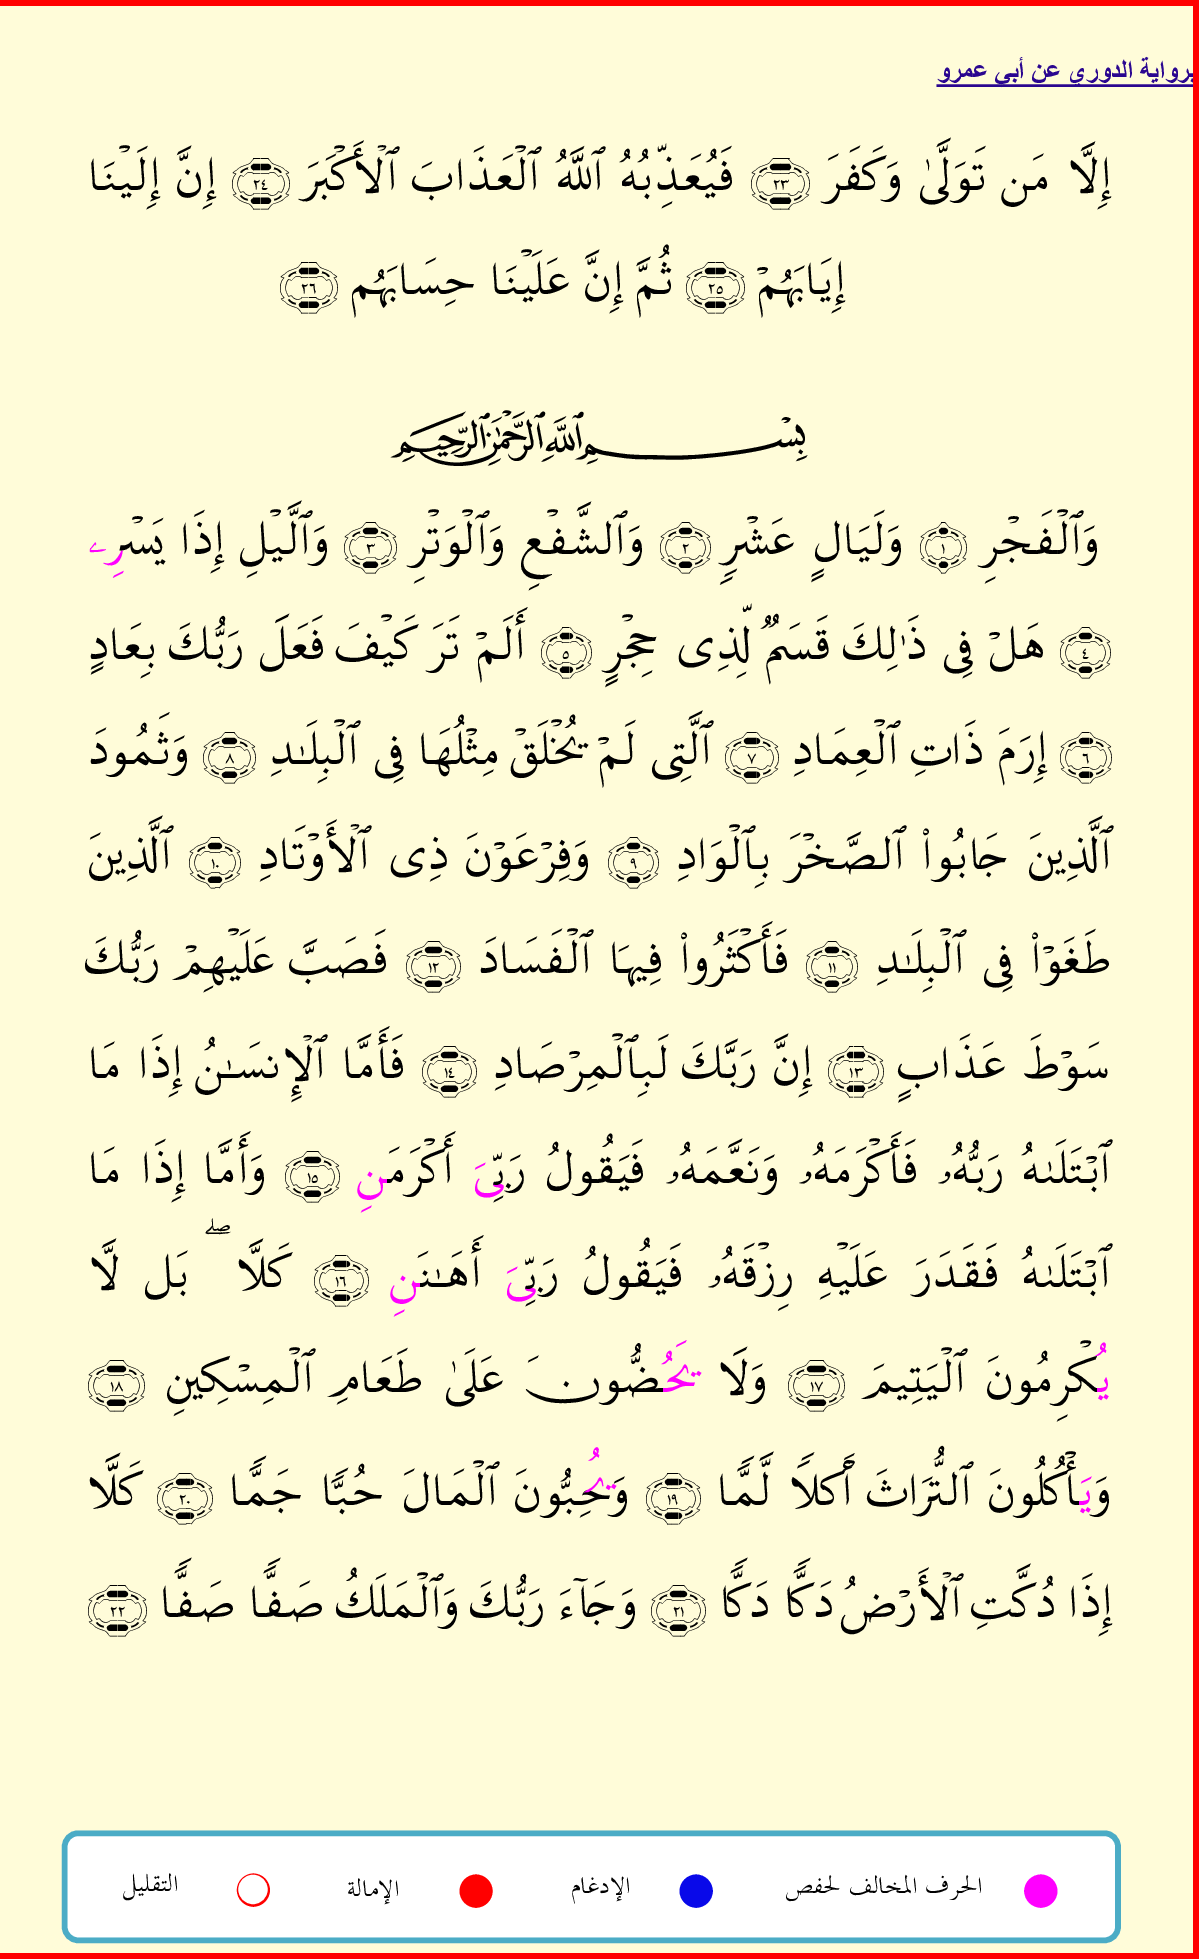 برواية الدوري عن أبي عمرو
إِلَّا مَن تَوَلَّىٰ وَكَفَرَ ٢٣ فَيُعَذِّبُهُ ٱللَّهُ ٱلْعَذَابَ ٱلْأَكْبَرَ ٢٤ إِنَّ إِلَيْنَا
إِيَابَهُمْ ٢٥ ثُمَّ إِنَّ عَلَيْنَا حِسَابَهُم ٢٦
بِسْمِ ٱللَّهِ ٱلرَّحْمَٰنِ ٱلرَّحِيمِ
وَٱلْفَجْرِ ١ وَلَيَالٍ عَشْرٍ ٢ وَٱلشَّفْعِ وَٱلْوَتْرِ ٣ وَٱلَّيْلِ إِذَا يَسْرِۦ
٤ هَلْ فِى ذَٰلِكَ قَسَمٌ لِّذِى حِجْرٍ ٥ أَلَمْ تَرَ كَيْفَ فَعَلَ رَبُّكَ بِعَادٍ
٦ إِرَمَ ذَاتِ ٱلْعِمَادِ ٧ ٱلَّتِى لَمْ يُخْلَقْ مِثْلُهَا فِى ٱلْبِلَٰدِ ٨ وَثَمُودَ
ٱلَّذِينَ جَابُوا۟ ٱلصَّخْرَ بِٱلْوَادِ ٩ وَفِرْعَوْنَ ذِى ٱلْأَوْتَادِ ١٠ ٱلَّذِينَ
طَغَوْا۟ فِى ٱلْبِلَٰدِ ١١ فَأَكْثَرُوا۟ فِيهَا ٱلْفَسَادَ ١٢ فَصَبَّ عَلَيْهِمْ رَبُّكَ
سَوْطَ عَذَابٍ ١٣ إِنَّ رَبَّكَ لَبِٱلْمِرْصَادِ ١٤ فَأَمَّا ٱلْإِنسَٰنُ إِذَا مَا
ٱبْتَلَىٰهُ رَبُّهُۥ فَأَكْرَمَهُۥ وَنَعَّمَهُۥ فَيَقُولُ رَبِّىَ أَكْرَمَنِ ١٥ وَأَمَّا إِذَا مَا
ٱبْتَلَىٰهُ فَقَدَرَ عَلَيْهِ رِزْقَهُۥ فَيَقُولُ رَبِّىَ أَهَٰنَنِ ١٦ كَلَّا ۖ بَل لَّا
يُكْرِمُونَ ٱلْيَتِيمَ ١٧ وَلَا يَحُضُّونَ عَلَىٰ طَعَامِ ٱلْمِسْكِينِ ١٨
وَيَأْكُلُونَ ٱلتُّرَاثَ أَكْلًا لَّمًّا ١٩ وَيُحِبُّونَ ٱلْمَالَ حُبًّا جَمًّا ٢٠ كَلَّا
إِذَا دُكَّتِ ٱلْأَرْضُ دَكًّا دَكًّا ٢١ وَجَآءَ رَبُّكَ وَٱلْمَلَكُ صَفًّا صَفًّا ٢٢
الحرف المخالف لحفص الإدغام الإمالة التقليل